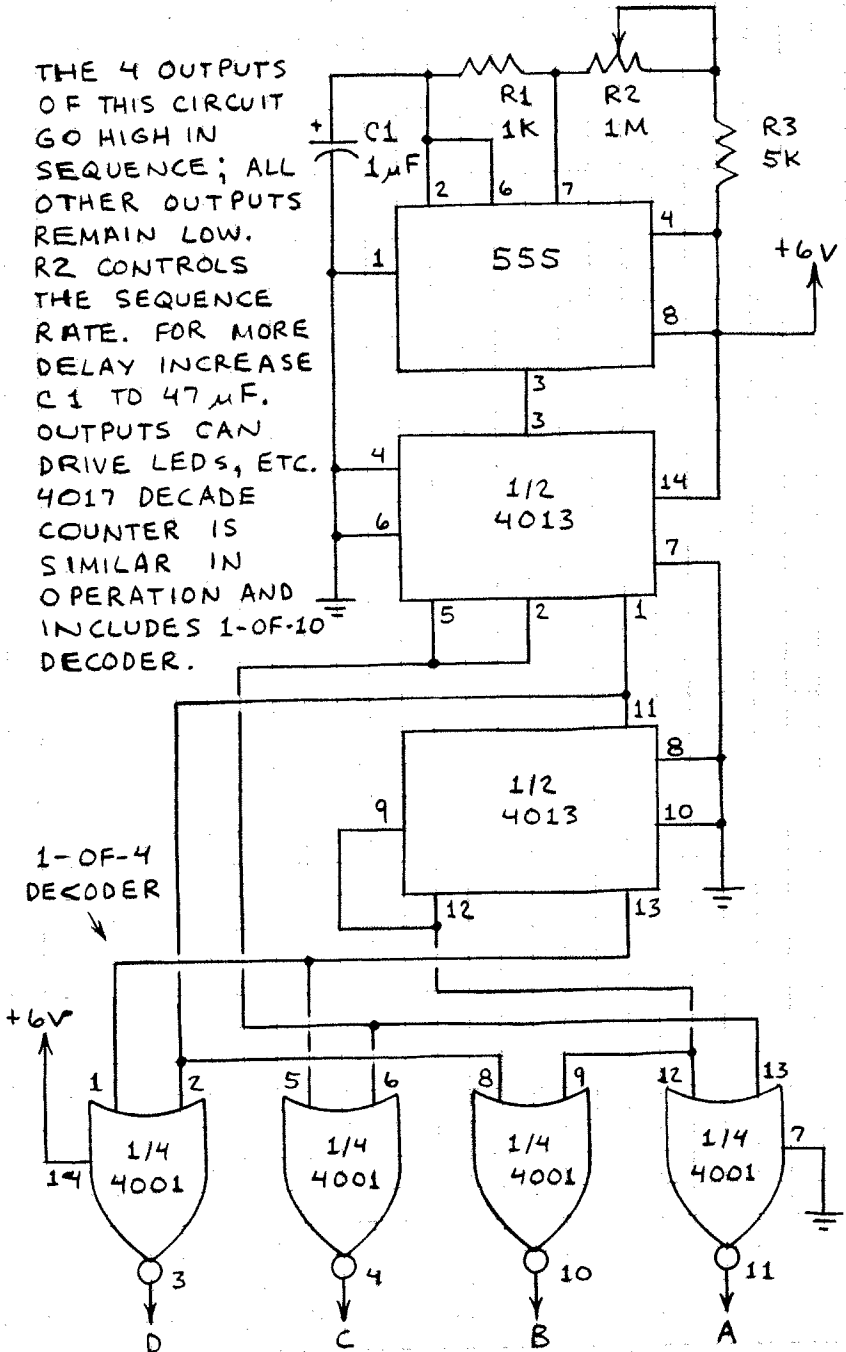 THE 4 OUTPUTS
OF THIS CIRCUIT
GO HIGH IN
SEQUENCE; ALL
OTHER OUTPUTS
REMAIN LOW.
R2 CONTROLS
THE SEQUENCE
RATE. FOR MORE
DELAY INCREASE
C1 TO 47 µF.
OUTPUTS CAN
DRIVE LEDS, ETC.
4017 DECADE
COUNTER IS
SIMILAR IN
OPERATION AND
INCLUDES 1-OF-10
DECODER.
+ C1
1µF
R1
1K
R2
1M
R3
5K
2 6 7
1 555 4
8
+6V
3
3
4 1/2 14
4013
6 7
5 2 1
11
1/2 8
9 4013 10
12 13
1-OF-4
DECODER
+6V
1 2 5 6 8 9 12 13
1/4 1/4 1/4 1/4 7
14 4001 4001 4001 4001
3 4 10 11
D C B A